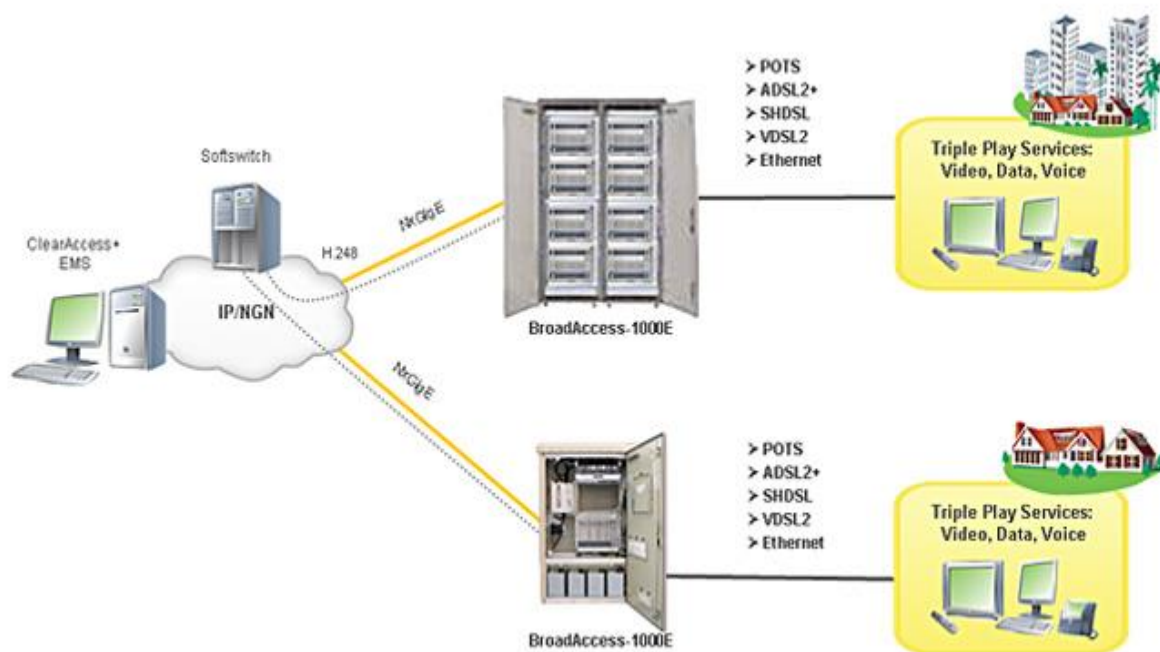 Softswitch
ClearAccess+
EMS
IP/NGN
H.248
NxGigE
NxGigE
BroadAccess-1000E
➢ POTS
➢ ADSL2+
➢ SHDSL
➢ VDSL2
➢ Ethernet
Triple Play Services:
Video, Data, Voice
BroadAccess-1000E
➢ POTS
➢ ADSL2+
➢ SHDSL
➢ VDSL2
➢ Ethernet
Triple Play Services:
Video, Data, Voice